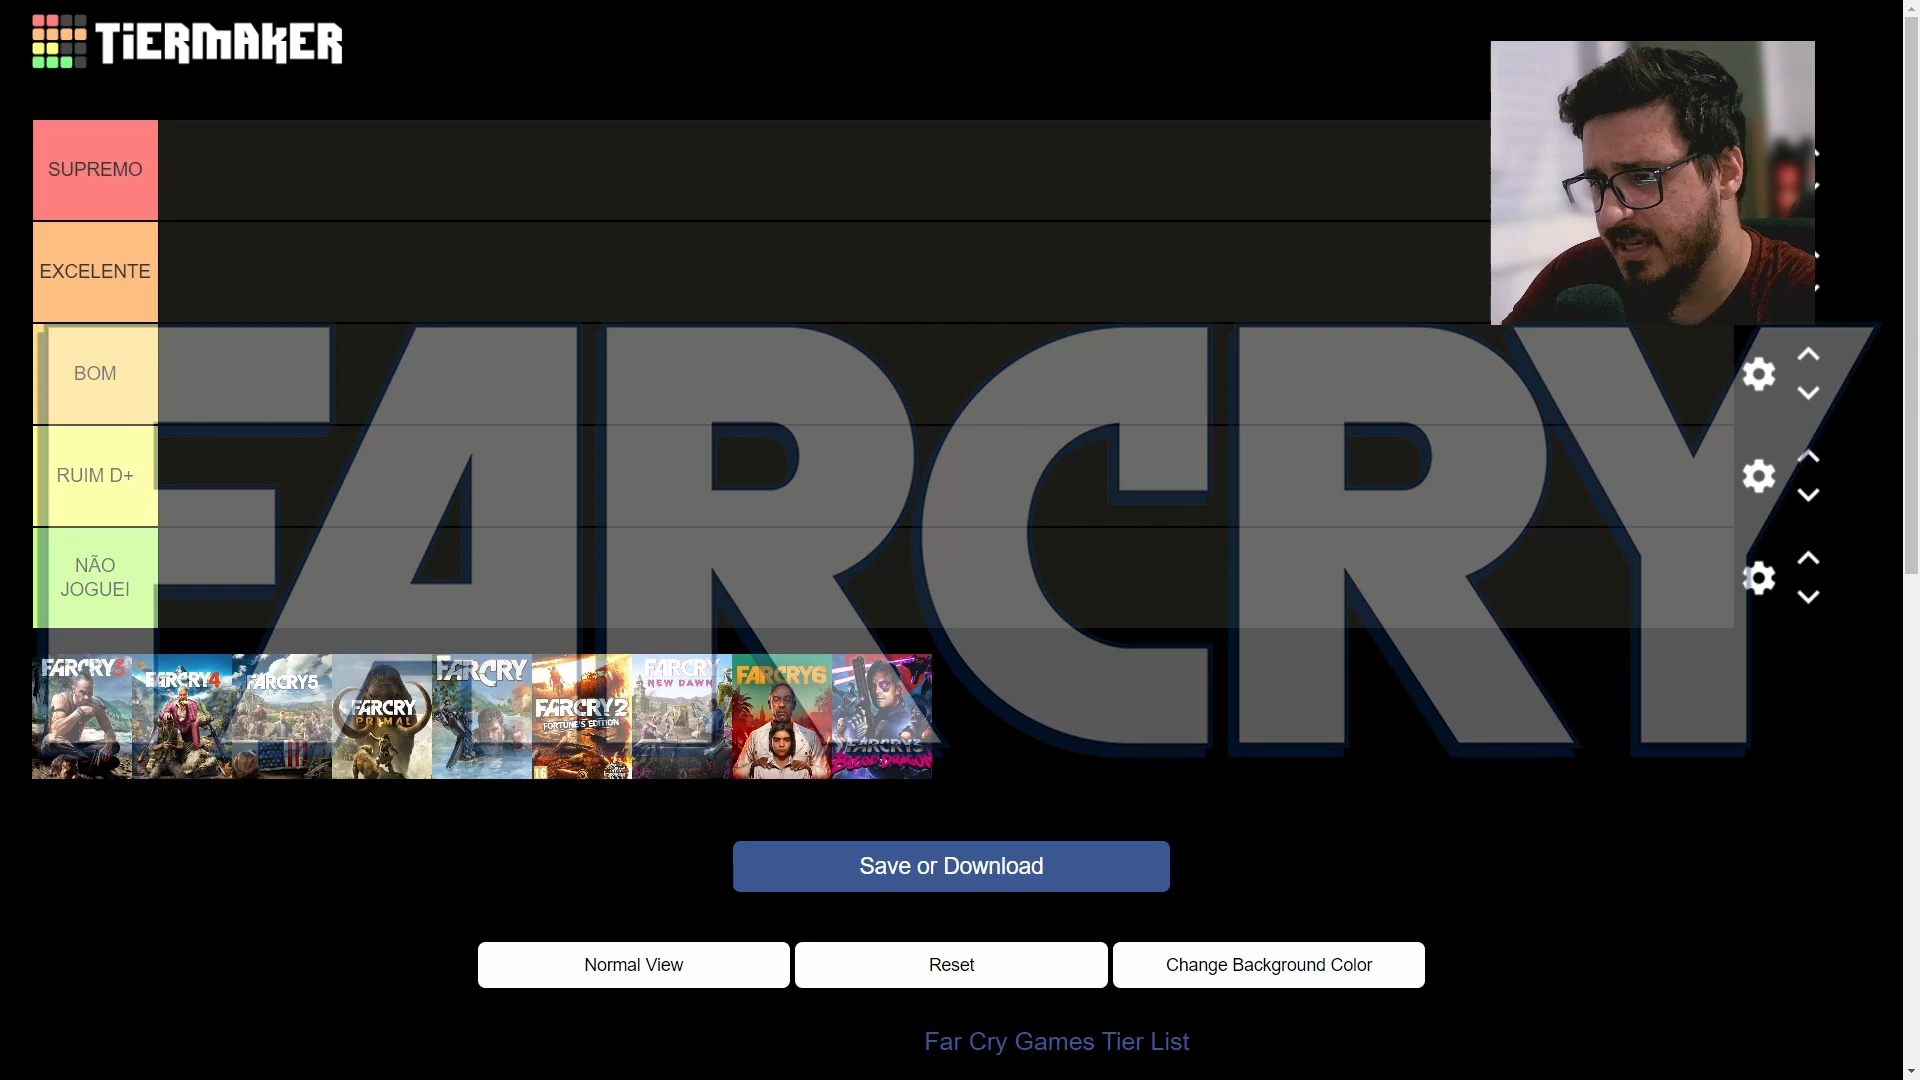 TiERMAKER
SUPREMO
EXCELENTE
BOM
RUIM D+
NÃO
JOGUEI
FARCRY
FARCRY3
FARCRY4
FARCRY5
FARCRY
PRIMAL
FARCRY
FARCRY2
FORTUNE'S EDITION
16
FARCRY
NEW DAWN
FARCRY6
FARCRY3
BLOOD DRAGON
Save or Download
Normal View
Reset
Change Background Color
Far Cry Games Tier List